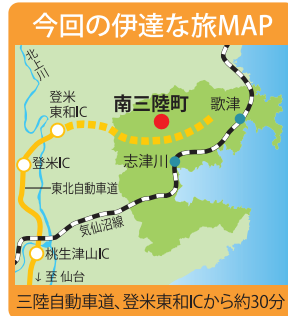 今回の伊達な旅MAP
北上川
登米
東和IC
南三陸町
歌津
登米IC
志津川
東北自動車道
気仙沼線
桃生津山IC
↓至 仙台
三陸自動車道、登米東和ICから約30分